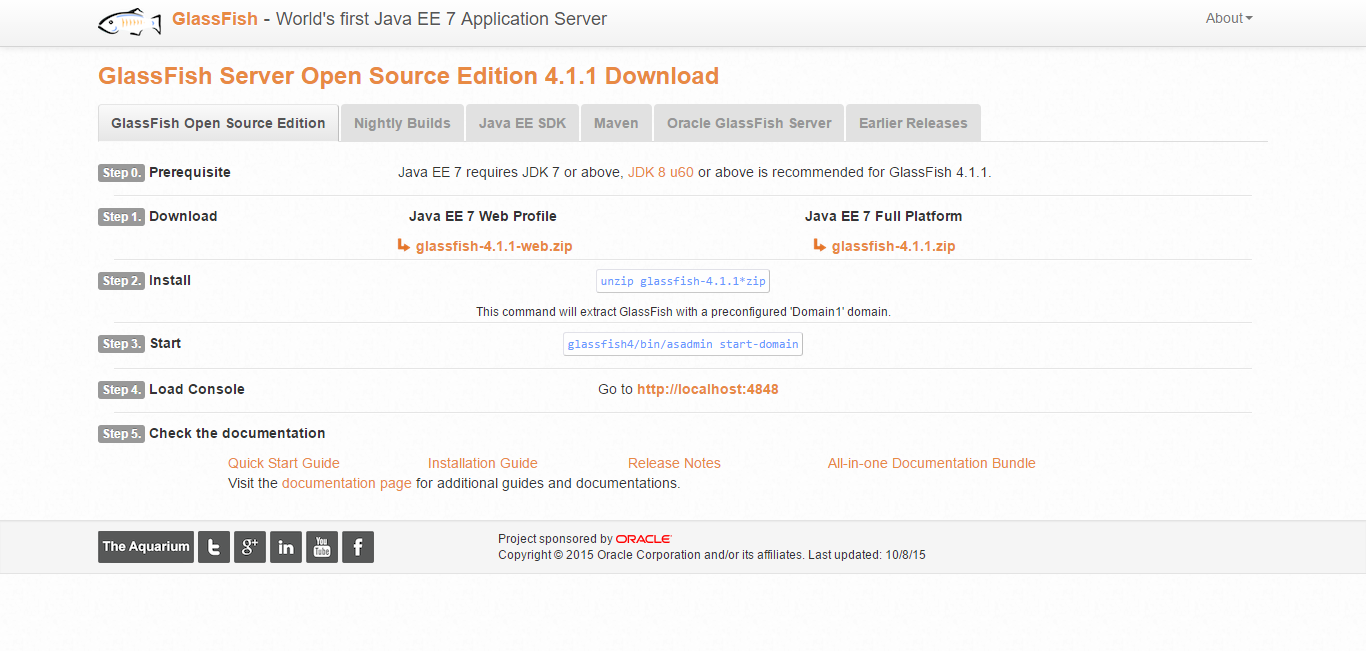 GlassFish - World's first Java EE 7 Application Server About
GlassFish Server Open Source Edition 4.1.1 Download
GlassFish Open Source Edition Nightly Builds Java EE SDK Maven Oracle GlassFish Server Earlier Releases
Step 0. Prerequisite Java EE 7 requires JDK 7 or above, JDK 8 u60 or above is recommended for GlassFish 4.1.1.
Step 1. Download Java EE 7 Web Profile Java EE 7 Full Platform
glassfish-4.1.1-web.zip glassfish-4.1.1.zip
Step 2. Install unzip glassfish-4.1.1*zip
This command will extract GlassFish with a preconfigured 'Domain1' domain.
Step 3. Start glassfish4/bin/asadmin start-domain
Step 4. Load Console Go to http://localhost:4848
Step 5. Check the documentation
Quick Start Guide Installation Guide Release Notes All-in-one Documentation Bundle
Visit the documentation page for additional guides and documentations.
The Aquarium t g+ in You Tube f Project sponsored by ORACLE
Copyright © 2015 Oracle Corporation and/or its affiliates. Last updated: 10/8/15